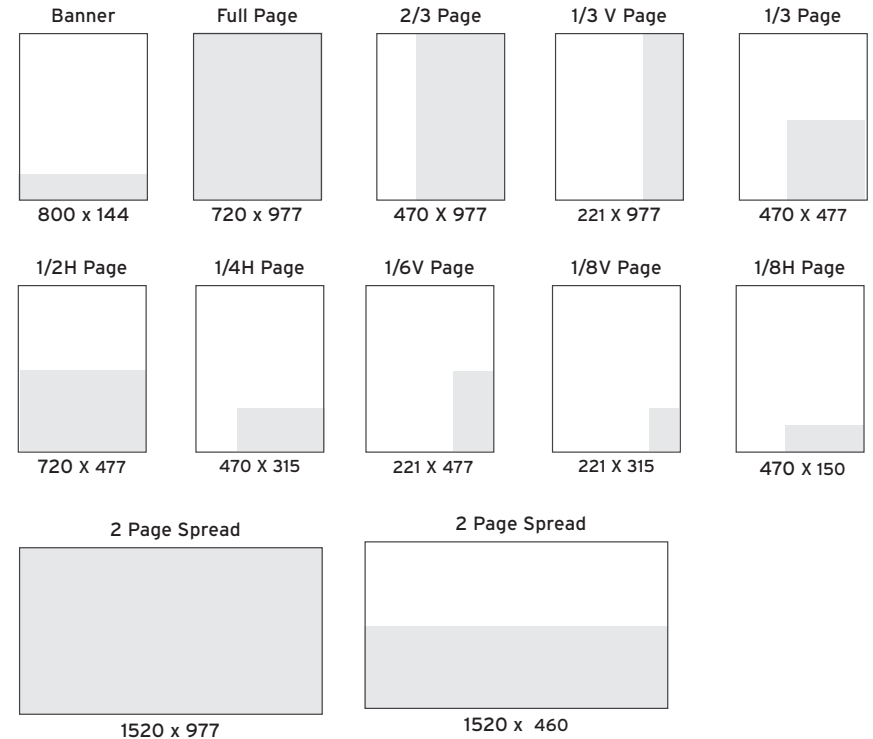 Banner
Full Page
2/3 Page
1/3 V Page
1/3 Page
800 x 144
720 x 977
470 X 977
221 X 977
470 X 477
1/2H Page
1/4H Page
1/6V Page
1/8V Page
1/8H Page
720 X 477
470 X 315
221 X 477
221 X 315
470 X 150
2 Page Spread
2 Page Spread
1520 x 977
1520 x 460